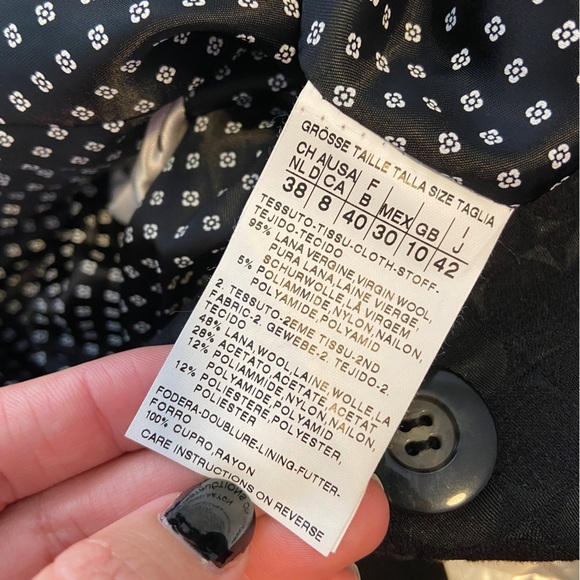 GRÖSSE TAILLE TALLA SIZE TAGLIA
CH A USA F I
NL D CA B MEX GB J
38 8 40 30 10 42
TESSUTO-TISSU-CLOTH-STOFF-
TEJIDO-TECIDO
95% LANA VERGINE,VIRGIN WOOL,
PURA LANA,LAINE VIERGE,
SCHURWOLLE,LA VIRGEM
5% POLIAMMIDE,NYLON,NAILON,
POLYAMIDE,POLYAMID
2. TESSUTO-2EME TISSU-2ND
FABRIC-2. GEWEBE-2. TEJIDO-2.
TECIDO
48% LANA,WOOL,LAINE,WOLLE,LA
28% ACETATO ACETATE,ACETAT
12% POLIAMMIDE,NYLON,NAILON,
POLYAMIDE,POLYAMID
12% POLIESTERE,POLYESTER,
POLIESTER
FODERA-DOUBLURE-LINING-FUTTER-
FORRO
100% CUPRO,RAYON
CARE INSTRUCTIONS ON REVERSE